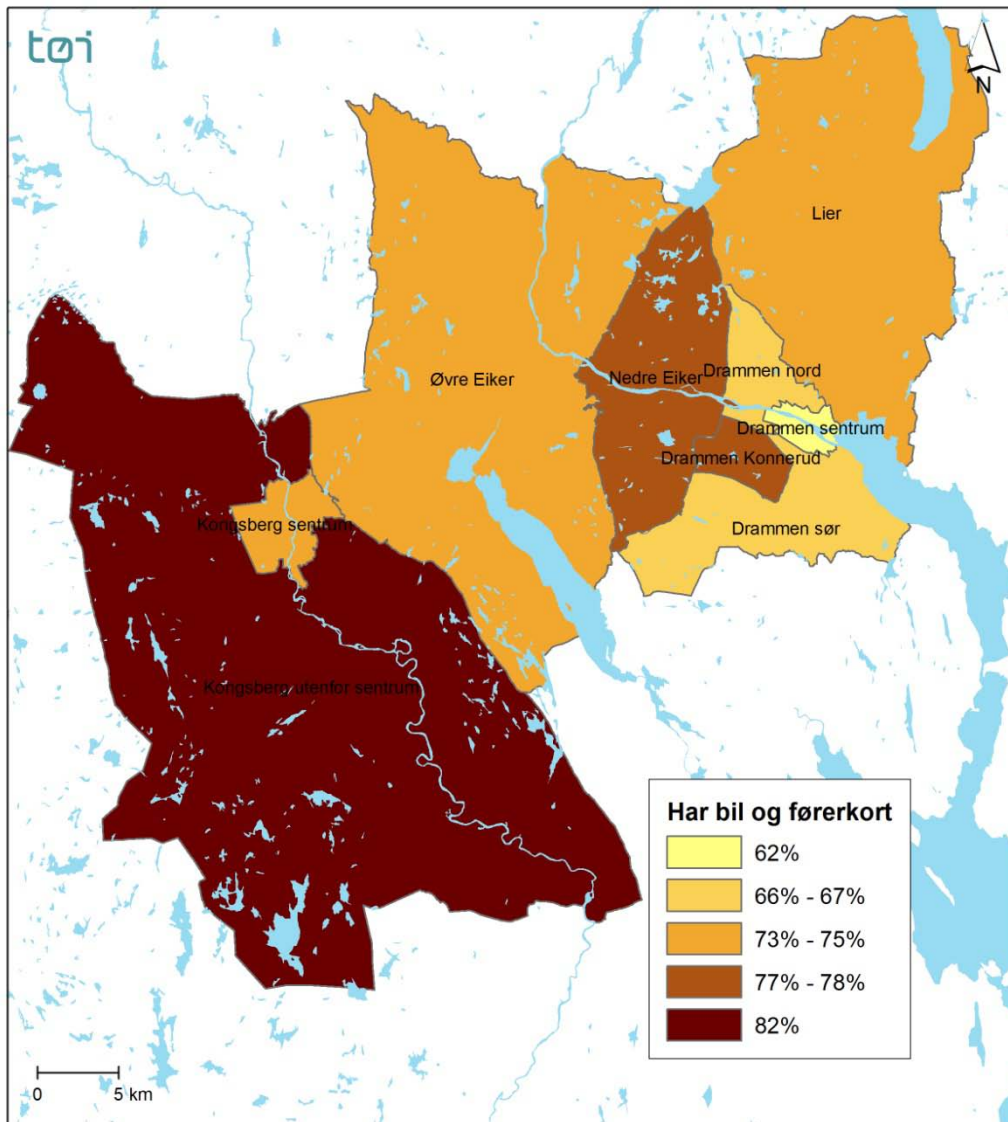 tøi
N
Lier
Øvre Eiker
Nedre Eiker
Drammen nord
Drammen sentrum
Drammen Konnerud
Drammen sør
Kongsberg sentrum
Kongsberg utenfor sentrum
Har bil og førerkort
62%
66% - 67%
73% - 75%
77% - 78%
82%
0 5 km